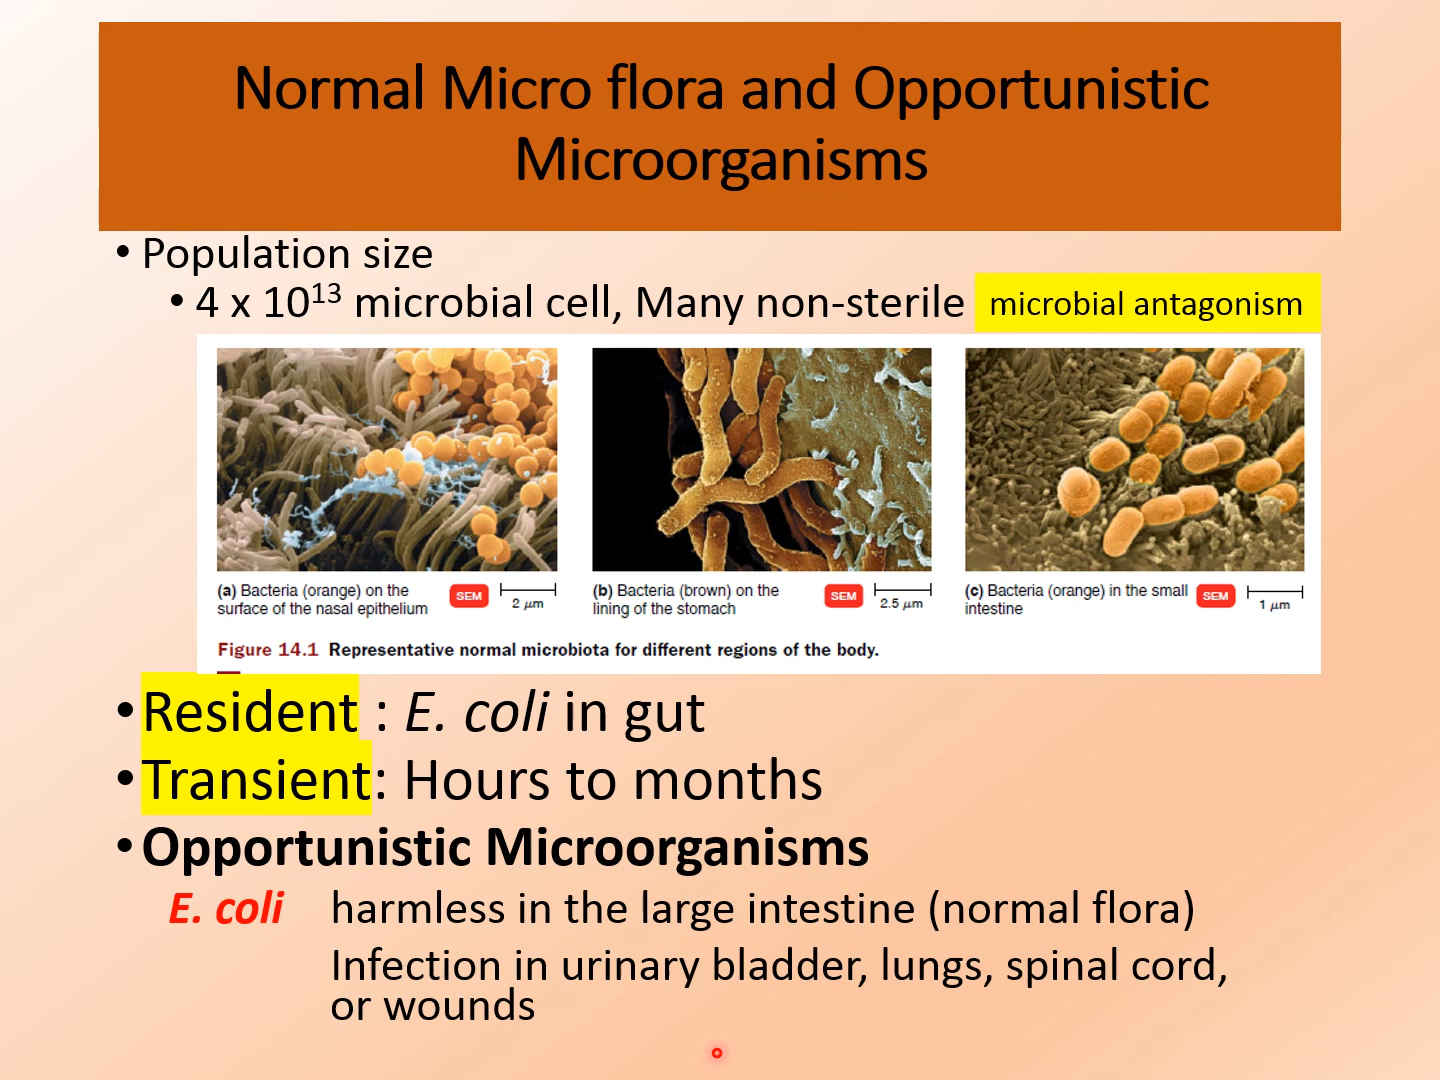 Normal Micro flora and Opportunistic
Microorganisms
• Population size
• 4 x 10¹³ microbial cell, Many non-sterile
microbial antagonism
(a) Bacteria (orange) on the
surface of the nasal epithelium
SEM
2 μm
(b) Bacteria (brown) on the
lining of the stomach
SEM
2.5 μm
(c) Bacteria (orange) in the small
intestine
SEM
1 μm
Figure 14.1 Representative normal microbiota for different regions of the body.
• Resident : E. coli in gut
• Transient: Hours to months
• Opportunistic Microorganisms
E. coli harmless in the large intestine (normal flora)
Infection in urinary bladder, lungs, spinal cord,
or wounds